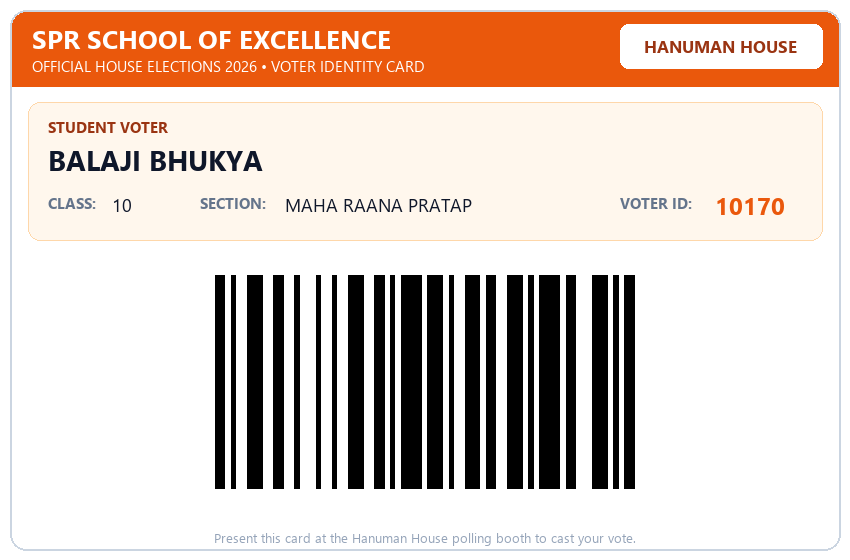 SPR SCHOOL OF EXCELLENCE
OFFICIAL HOUSE ELECTIONS 2026 • VOTER IDENTITY CARD
HANUMAN HOUSE
STUDENT VOTER
BALAJI BHUKYA
CLASS: 10 SECTION: MAHA RAANA PRATAP VOTER ID: 10170
Present this card at the Hanuman House polling booth to cast your vote.